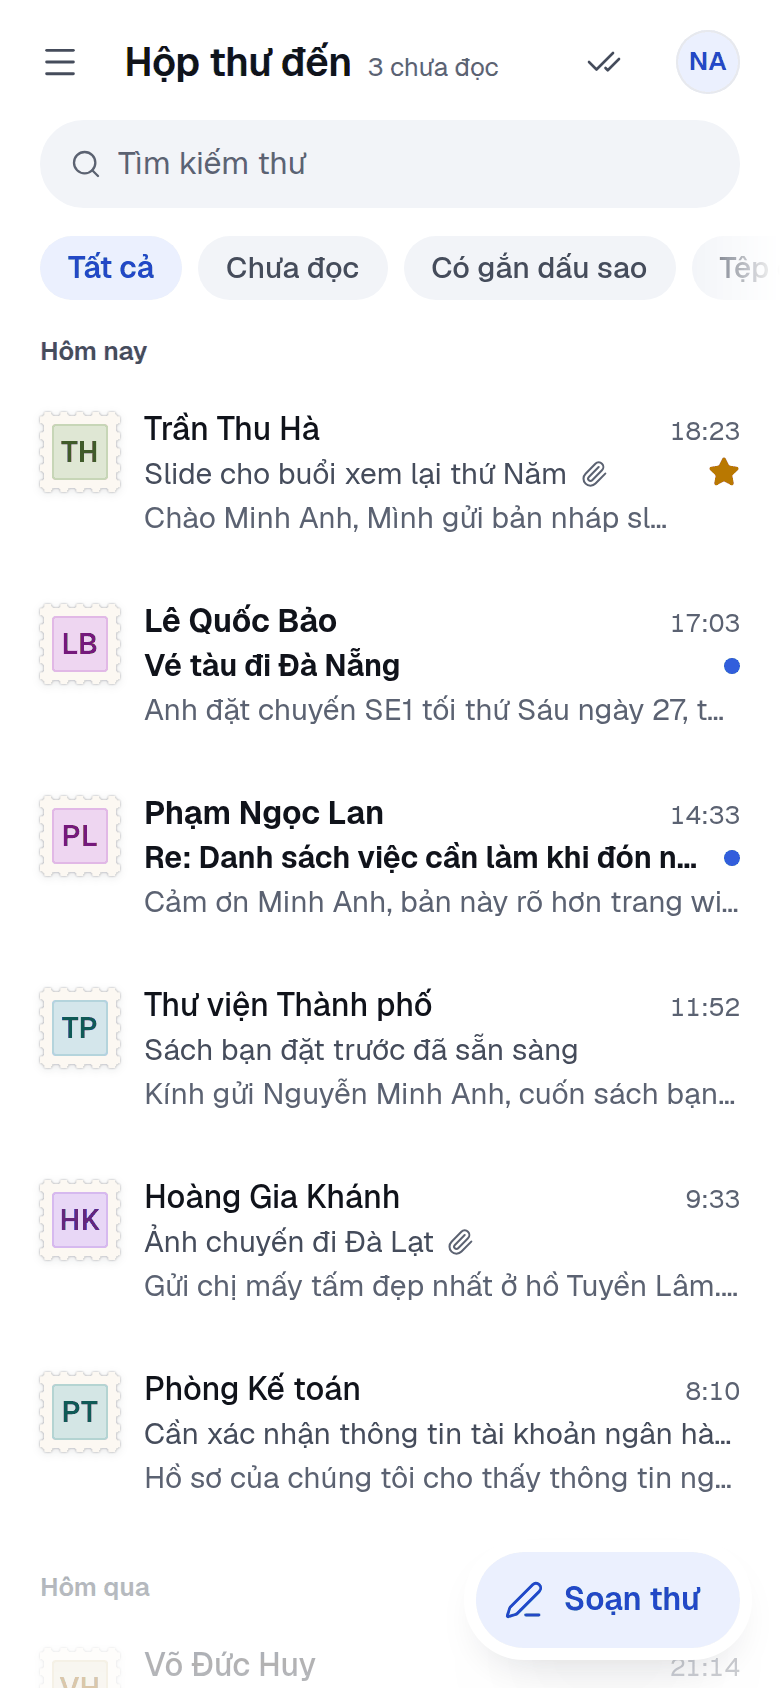 Hộp thư đến 3 chưa đọc NA
Tìm kiếm thư
Tất cả Chưa đọc Có gắn dấu sao Tệp
Hôm nay
TH Trần Thu Hà 18:23
Slide cho buổi xem lại thứ Năm
Chào Minh Anh, Mình gửi bản nháp sl...
LB Lê Quốc Bảo 17:03
Vé tàu đi Đà Nẵng
Anh đặt chuyến SE1 tối thứ Sáu ngày 27, t...
PL Phạm Ngọc Lan 14:33
Re: Danh sách việc cần làm khi đón n...
Cảm ơn Minh Anh, bản này rõ hơn trang wi...
TP Thư viện Thành phố 11:52
Sách bạn đặt trước đã sẵn sàng
Kính gửi Nguyễn Minh Anh, cuốn sách bạn...
HK Hoàng Gia Khánh 9:33
Ảnh chuyến đi Đà Lạt
Gửi chị mấy tấm đẹp nhất ở hồ Tuyền Lâm....
PT Phòng Kế toán 8:10
Cần xác nhận thông tin tài khoản ngân hà...
Hồ sơ của chúng tôi cho thấy thông tin ng...
Hôm qua
Soạn thư
VH Võ Đức Huy 21:14